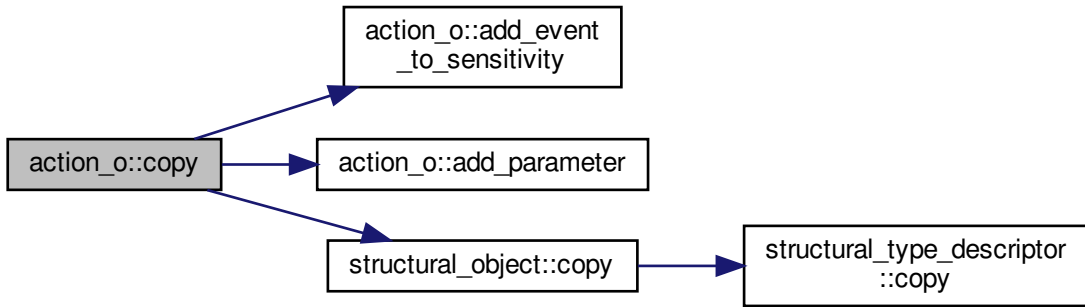 action_o::add_event
_to_sensitivity
action_o::copy
action_o::add_parameter
structural_object::copy
structural_type_descriptor
::copy